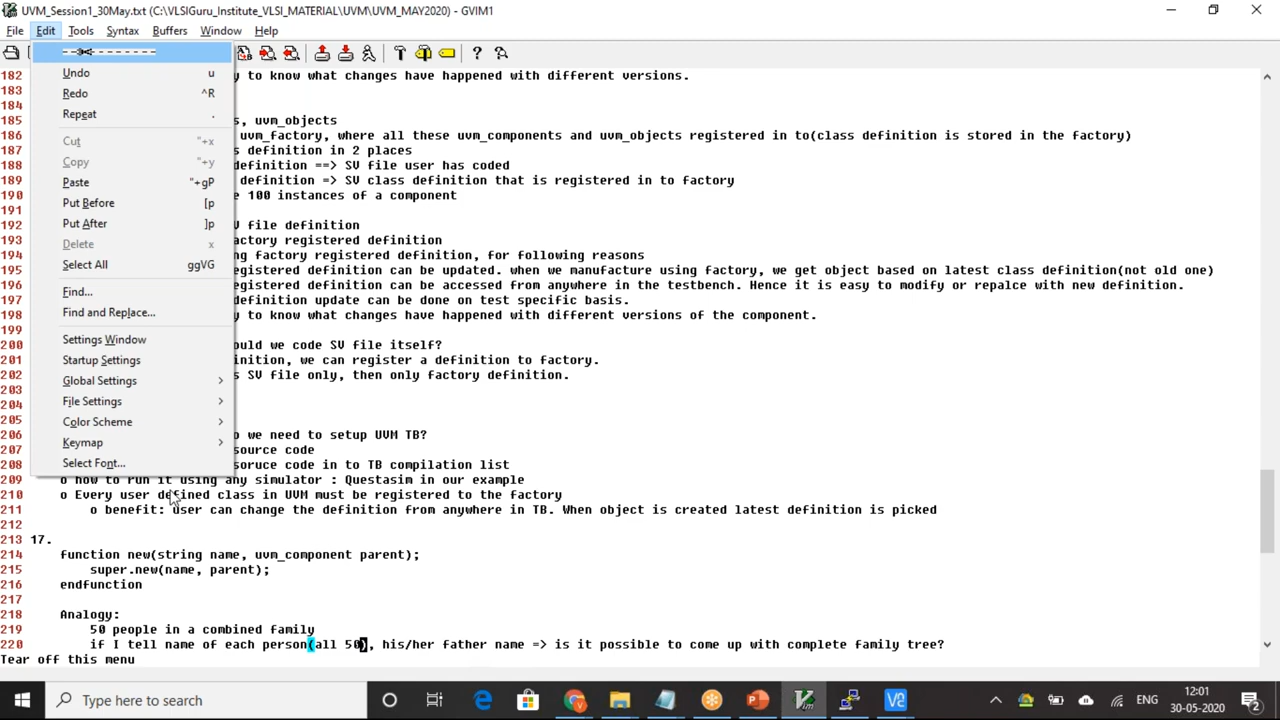 UVM_Session1_30May.txt (C:\VLSIGuru_Institute_VLSI_MATERIAL\UVM\UVM_MAY2020) - GVIM1
File Edit Tools Syntax Buffers Window Help
Undo u
Redo ^R
Repeat .
Cut "+x
Copy "+y
Paste "+gP
Put Before [p
Put After ]p
Delete x
Select All ggVG
Find...
Find and Replace...
Settings Window
Startup Settings
Global Settings
File Settings
Color Scheme
Keymap
Select Font...
182 y to know what changes have happened with different versions.
183
184
185 s, uvm_objects
186 uvm_factory, where all these uvm_components and uvm_objects registered in to(class definition is stored in the factory)
187 s definition in 2 places
188 definition ==> SV file user has coded
189 definition => SV class definition that is registered in to factory
190 e 100 instances of a component
191
192 V file definition
193 actory registered definition
194 ng factory registered definition, for following reasons
195 registered definition can be updated. when we manufacture using factory, we get object based on latest class definition(not old one)
196 registered definition can be accessed from anywhere in the testbench. Hence it is easy to modify or repalce with new definition.
197 definition update can be done on test specific basis.
198 y to know what changes have happened with different versions of the component.
199
200 ould we code SV file itself?
201 inition, we can register a definition to factory.
202 s SV file only, then only factory definition.
203
204
205
206 o we need to setup UVM TB?
207 source code
208 soruce code in to TB compilation list
209 o how to run it using any simulator : Questasim in our example
210 o Every user defined class in UVM must be registered to the factory
211 o benefit: user can change the definition from anywhere in TB. When object is created latest definition is picked
212
213 17.
214 function new(string name, uvm_component parent);
215 super.new(name, parent);
216 endfunction
217
218 Analogy:
219 50 people in a combined family
220 if I tell name of each person(all 50), his/her father name => is it possible to come up with complete family tree?
Tear off this menu
Type here to search
ENG
12:01
30-05-2020
2